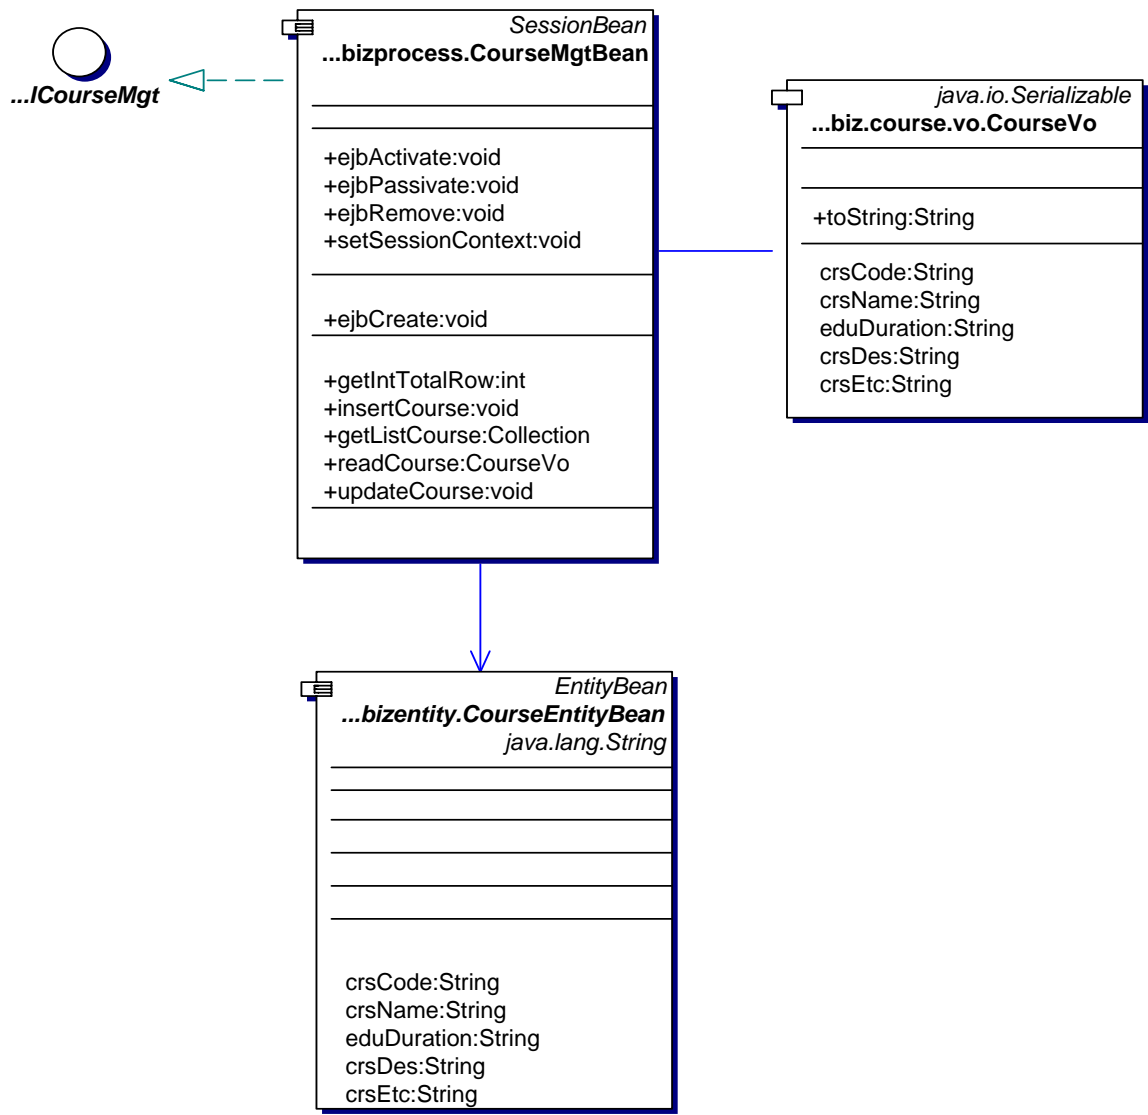 ...ICourseMgt
SessionBean
...bizprocess.CourseMgtBean
+ejbActivate:void
+ejbPassivate:void
+ejbRemove:void
+setSessionContext:void
+ejbCreate:void
+getIntTotalRow:int
+insertCourse:void
+getListCourse:Collection
+readCourse:CourseVo
+updateCourse:void
java.io.Serializable
...biz.course.vo.CourseVo
+toString:String
crsCode:String
crsName:String
eduDuration:String
crsDes:String
crsEtc:String
EntityBean
...bizentity.CourseEntityBean
java.lang.String
crsCode:String
crsName:String
eduDuration:String
crsDes:String
crsEtc:String